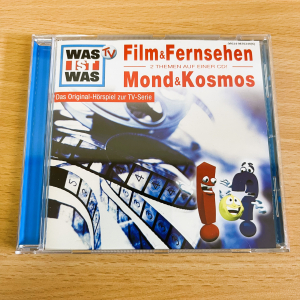 WAS
IST
WAS
TV
Film&Fernsehen
2 THEMEN AUF EINER CD!
Mond&Kosmos
Das Original-Hörspiel zur TV-Serie